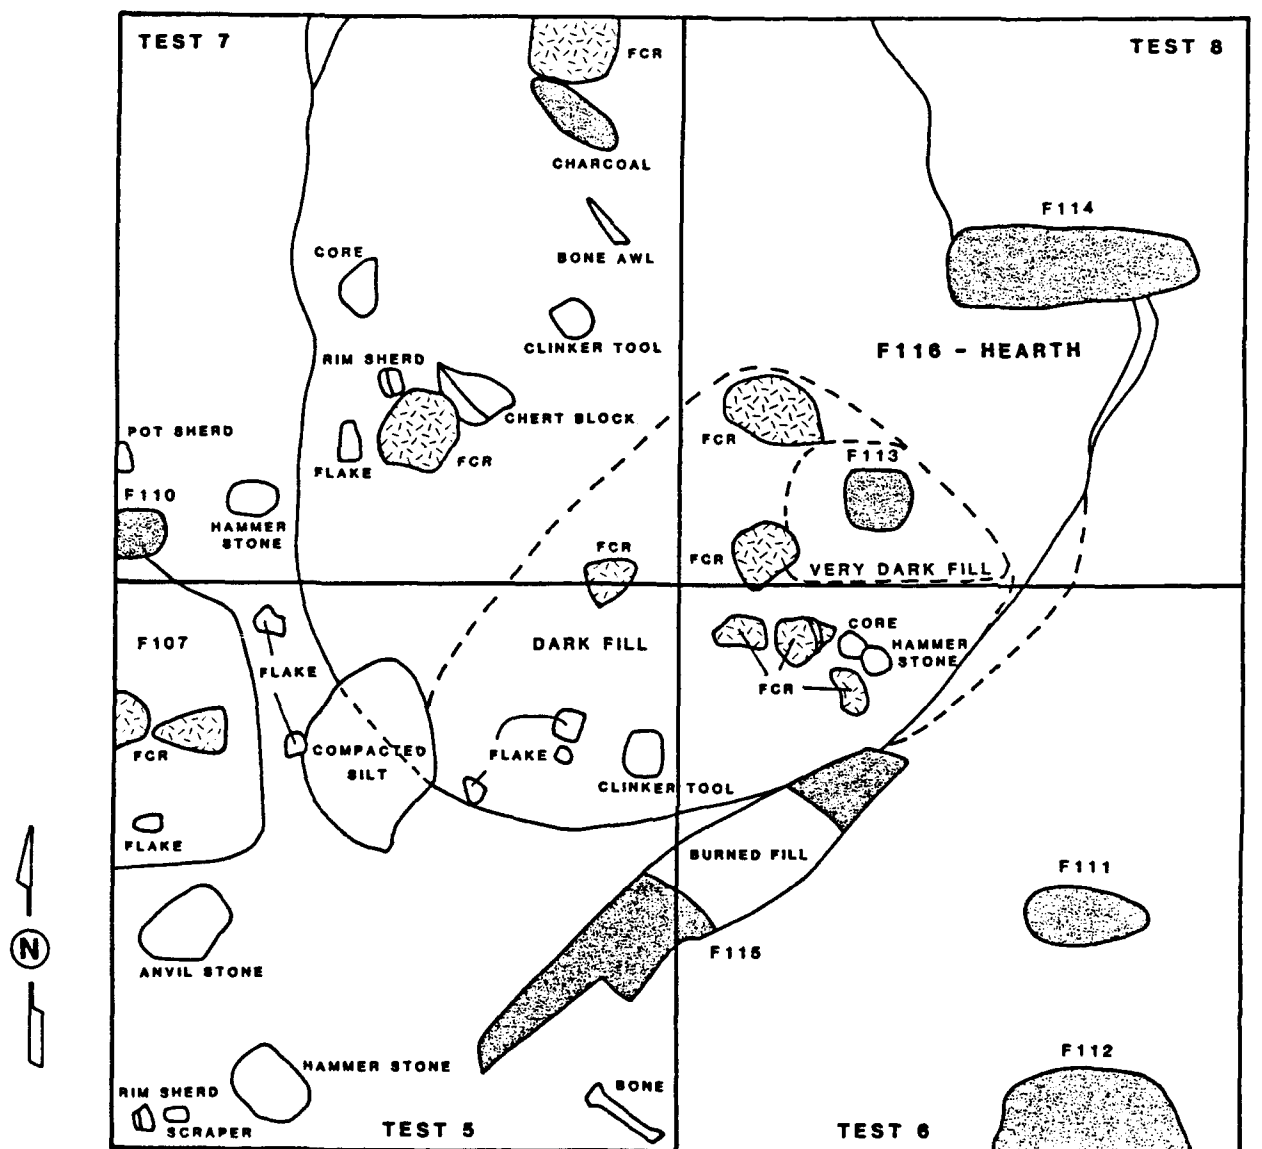 TEST 7
FCR
CHARCOAL
BONE AWL
CORE
CLINKER TOOL
RIM SHERD
CHERT BLOCK
POT SHERD
FLAKE
FCR
F110
HAMMER
STONE
FCR
TEST 8
F114
F116 - HEARTH
FCR
F113
FCR
VERY DARK FILL
F107
FLAKE
DARK FILL
FCR
COMPACTED
SILT
FLAKE
CLINKER TOOL
FLAKE
ANVIL STONE
HAMMER STONE
RIM SHERD
SCRAPER
BONE
TEST 5
CORE
HAMMER
STONE
FCR
BURNED FILL
F115
F111
F112
TEST 6
N